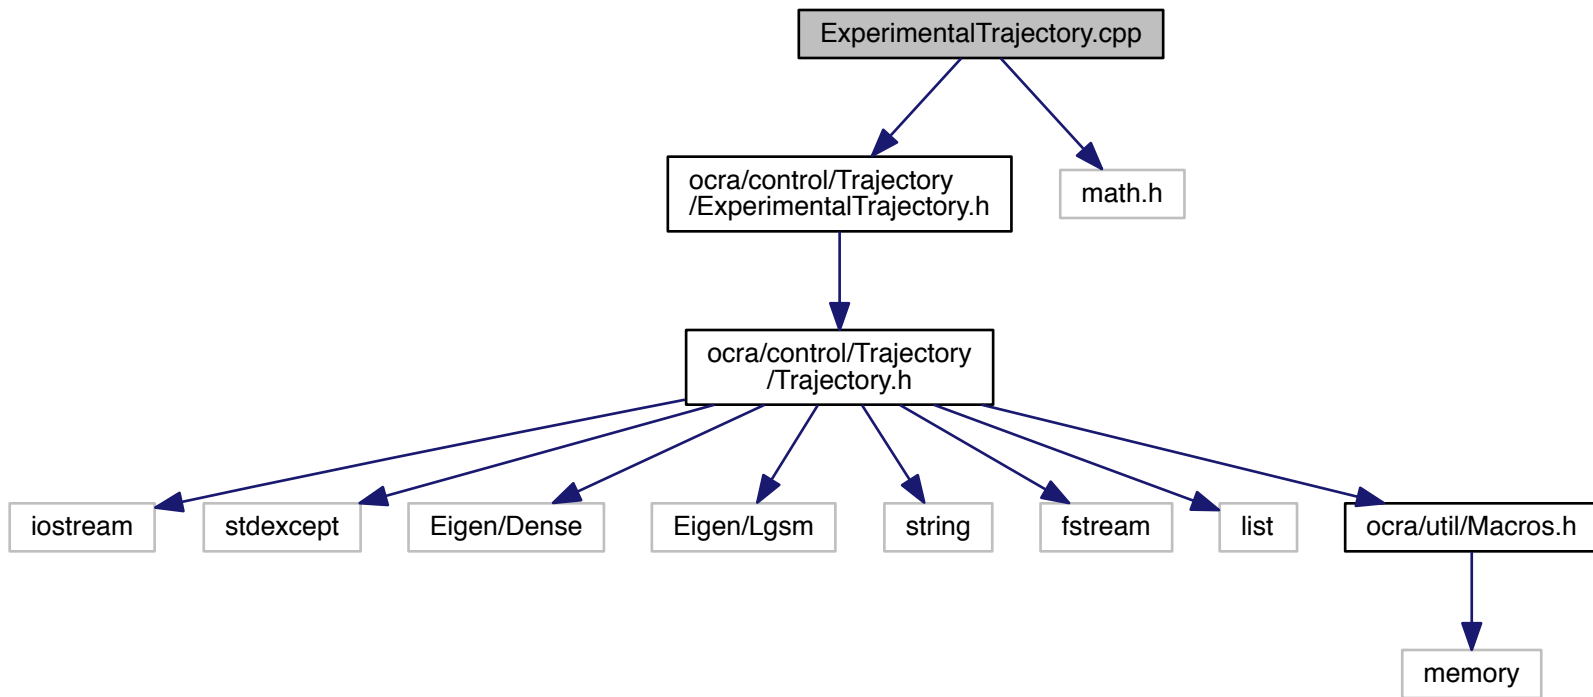 ExperimentalTrajectory.cpp
ocra/control/Trajectory
/ExperimentalTrajectory.h
math.h
ocra/control/Trajectory
/Trajectory.h
iostream
stdexcept
Eigen/Dense
Eigen/Lgsm
string
fstream
list
ocra/util/Macros.h
memory